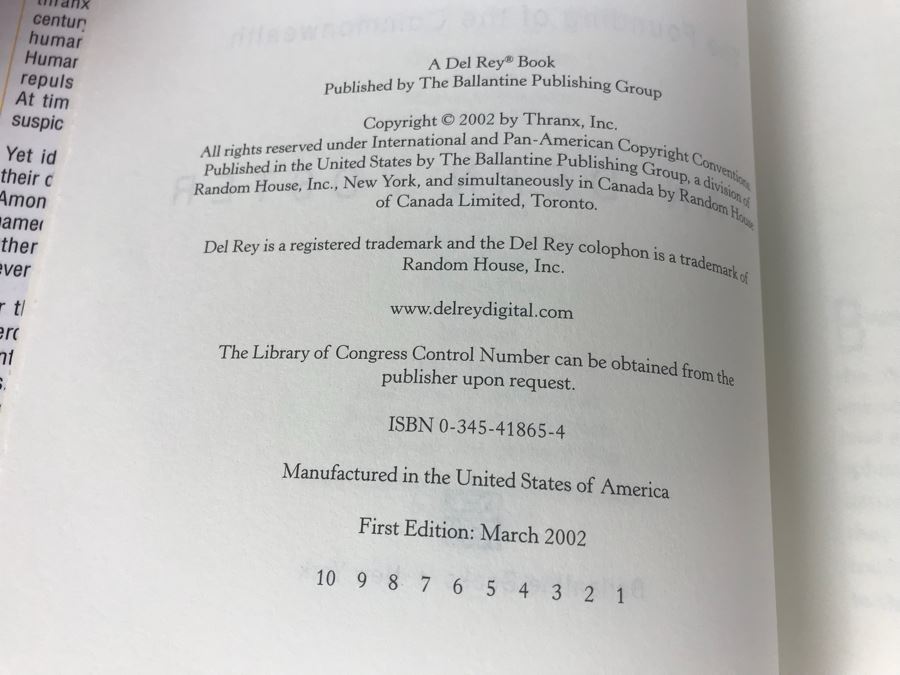 thranx
centur
human
Human
repuls
At tim
suspic
Yet id
their
Amon
ther
ever
A Del Rey® Book
Published by The Ballantine Publishing Group
Copyright © 2002 by Thranx, Inc.
All rights reserved under International and Pan-American Copyright Conventions.
Published in the United States by The Ballantine Publishing Group, a division of
Random House, Inc., New York, and simultaneously in Canada by Random House
of Canada Limited, Toronto.
Del Rey is a registered trademark and the Del Rey colophon is a trademark of
Random House, Inc.
www.delreydigital.com
The Library of Congress Control Number can be obtained from the
publisher upon request.
ISBN 0-345-41865-4
Manufactured in the United States of America
First Edition: March 2002
10 9 8 7 6 5 4 3 2 1